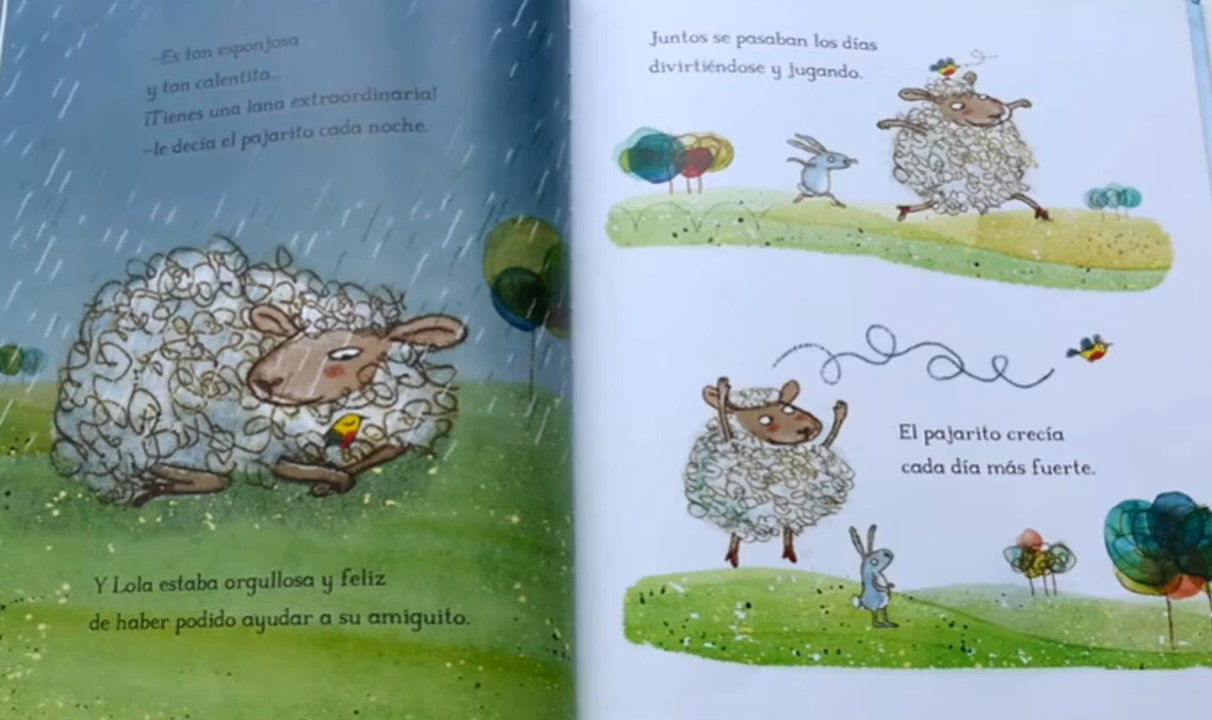 –Es tan esponjosa
y tan calentita...
¡Tienes una lana extraordinaria!
–le decía el pajarito cada noche.
Y Lola estaba orgullosa y feliz
de haber podido ayudar a su amiguito.
Juntos se pasaban los días
divirtiéndose y jugando.
El pajarito crecía
cada día más fuerte.